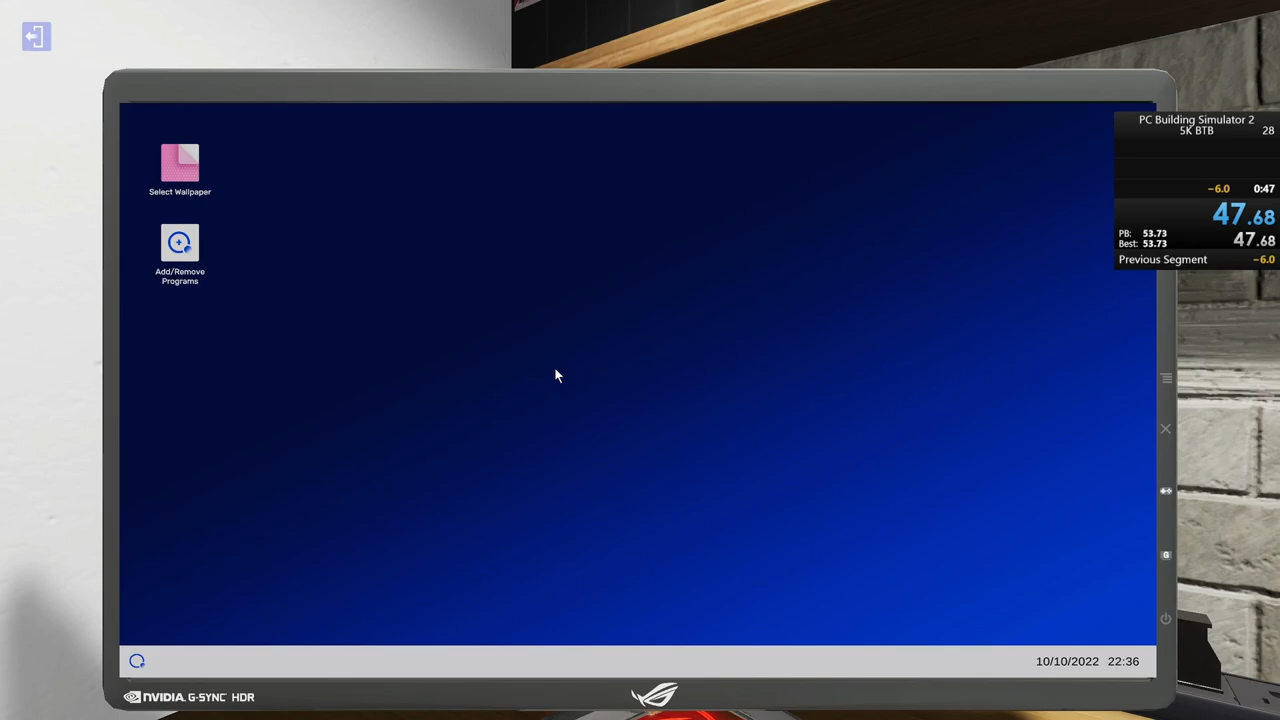 PC Building Simulator 2
5K BTB 28
−6.0 0:47
47.68
PB: 53.73
Best: 53.73
47.68
Previous Segment −6.0
Select Wallpaper
Add/Remove
Programs
G
10/10/2022 22:36
NVIDIA G-SYNC HDR